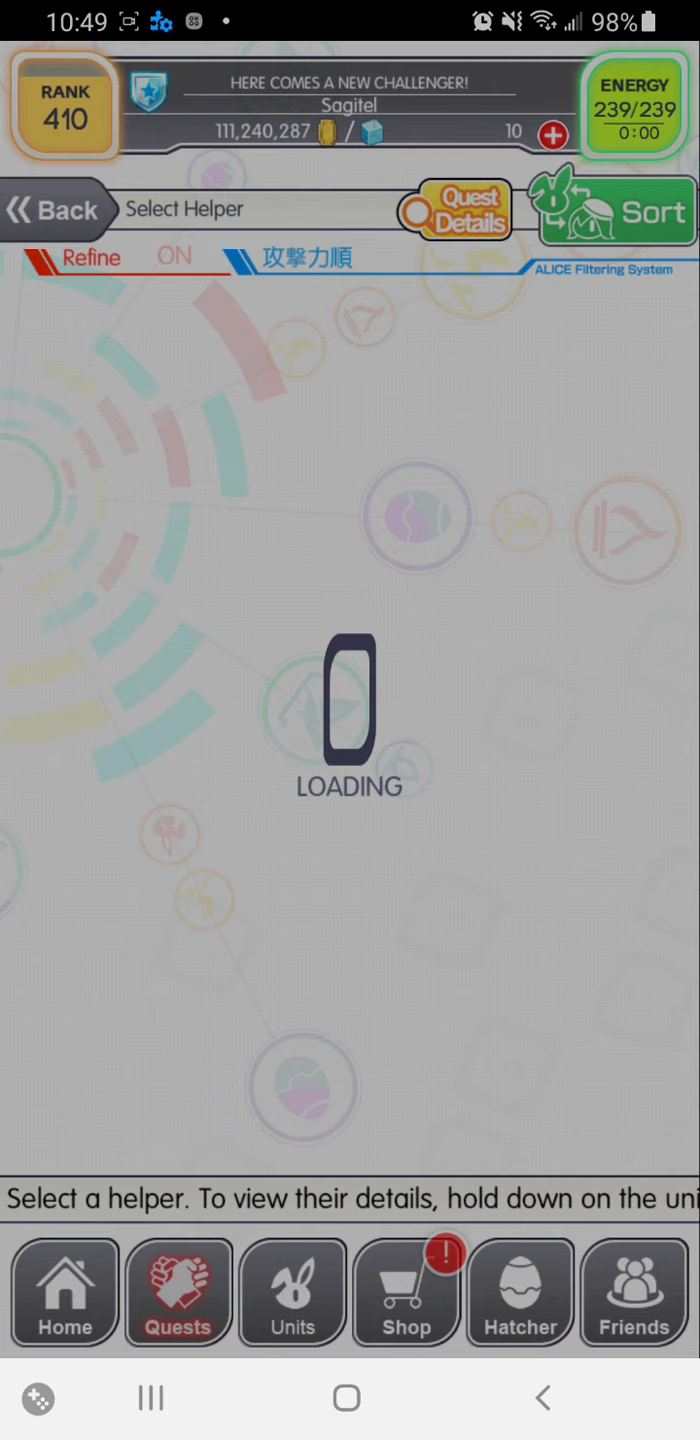 10:49
98%
RANK
410
HERE COMES A NEW CHALLENGER!
Sagitel
111,240,287 / 10
ENERGY
239/239
0:00
Back
Select Helper
Quest
Details
Sort
Refine ON 攻撃力順
ALICE Filtering System
LOADING
Select a helper. To view their details, hold down on the uni
Home
Quests
Units
Shop
Hatcher
Friends